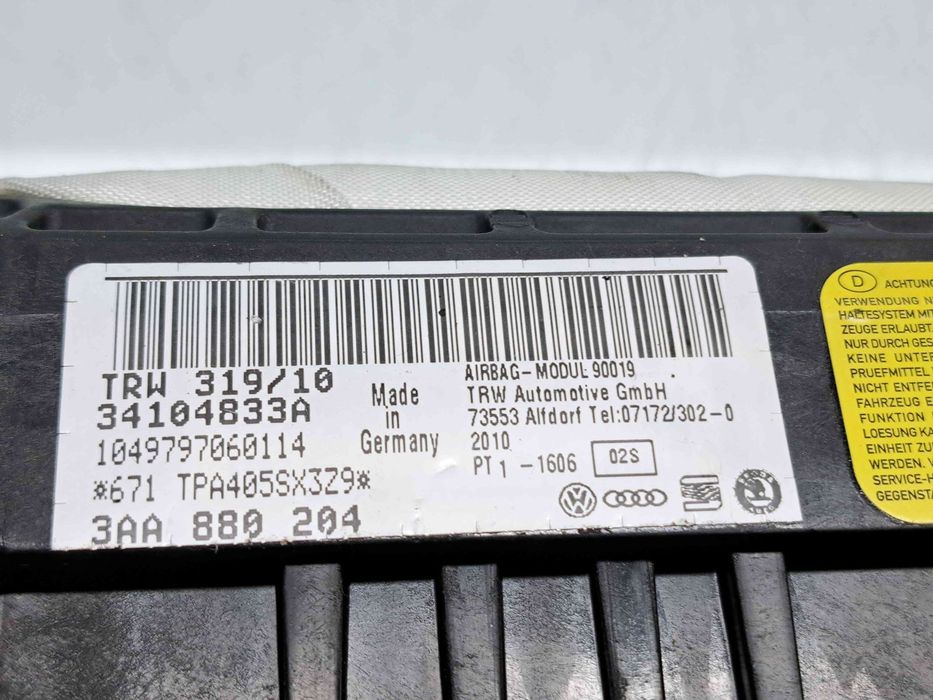 TRW 319/10
34104833A
1049797060114
*671 TPA405SX3Z9*
3AA 880 204
Made
in
Germany
AIRBAG-MODUL 90019
TRW Automotive GmbH
73553 Alfdorf Tel:07172/302-0
2010
PT1 -1606
02S
D ACHTUNG
VERWENDUNG N
HALTESYSTEM MIT
ZEUGE ERLAUBT.
NUR DURCH GES
KEINE UNTER
PRUEFMITTEL
NICHT ENTFE
FAHRZEUG E
FUNKTION
LOESUNG KA
EINHEIT ZU
WERDEN.
SERVICE-H
GEGENSTA